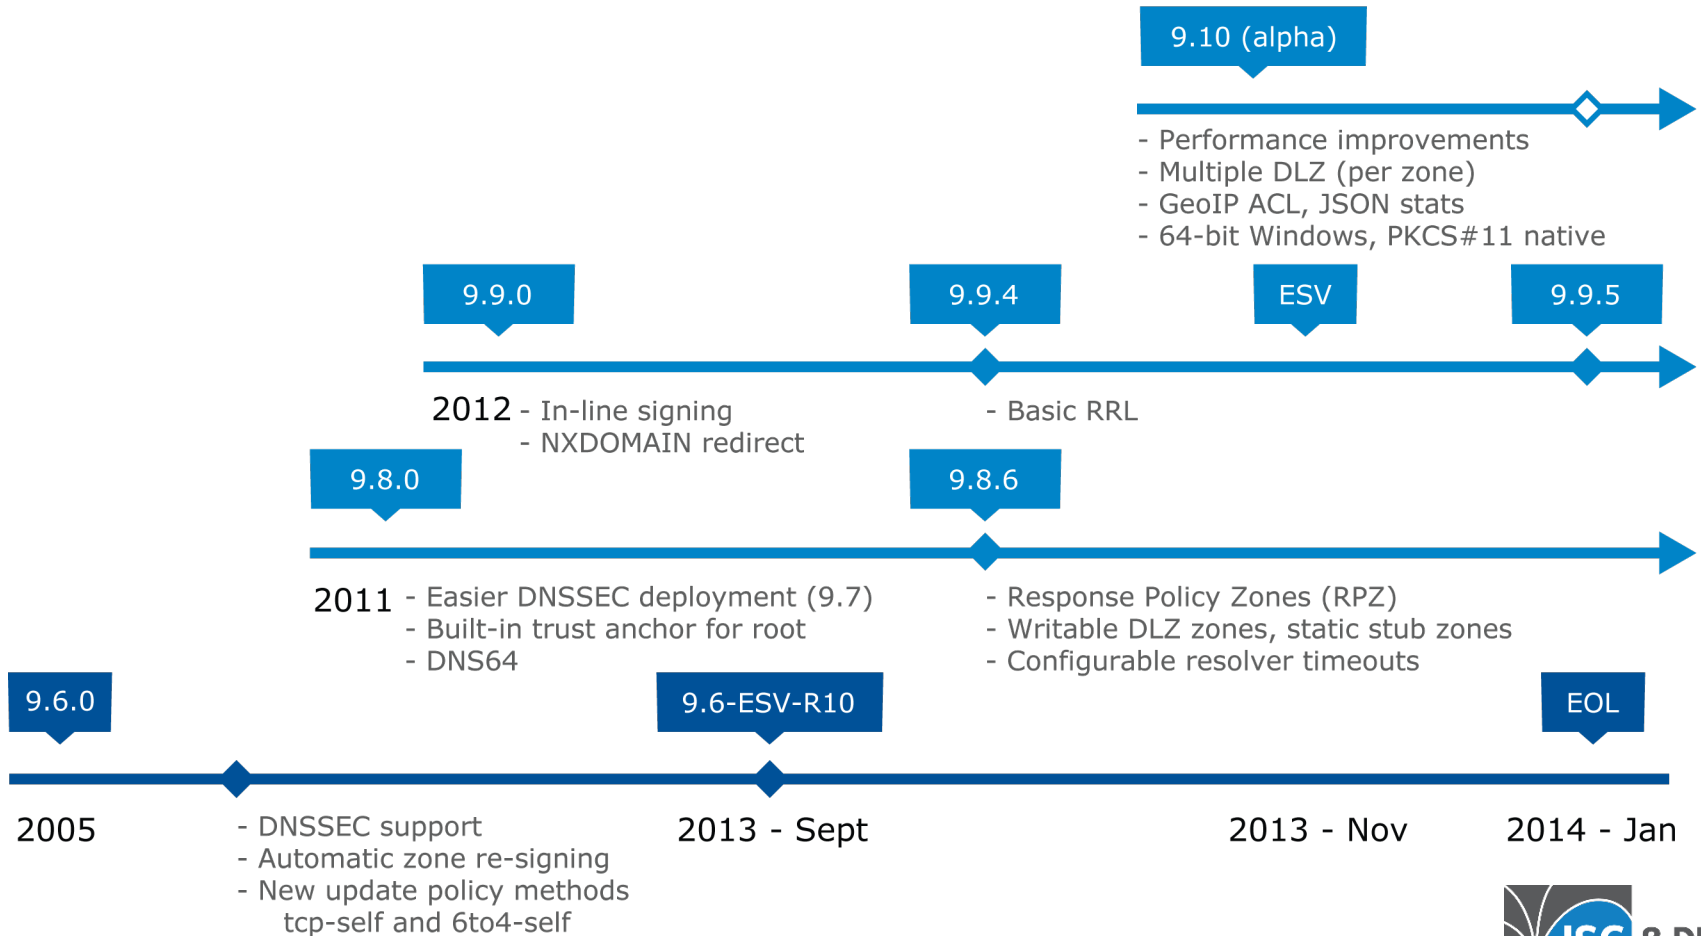 9.10 (alpha)
- Performance improvements
- Multiple DLZ (per zone)
- GeoIP ACL, JSON stats
- 64-bit Windows, PKCS#11 native
9.9.0
9.9.4
ESV
9.9.5
2012
- In-line signing
- NXDOMAIN redirect
- Basic RRL
9.8.0
9.8.6
2011
- Easier DNSSEC deployment (9.7)
- Built-in trust anchor for root
- DNS64
- Response Policy Zones (RPZ)
- Writable DLZ zones, static stub zones
- Configurable resolver timeouts
9.6.0
9.6-ESV-R10
EOL
2005
- DNSSEC support
- Automatic zone re-signing
- New update policy methods
tcp-self and 6to4-self
2013 - Sept
2013 - Nov
2014 - Jan
ISC